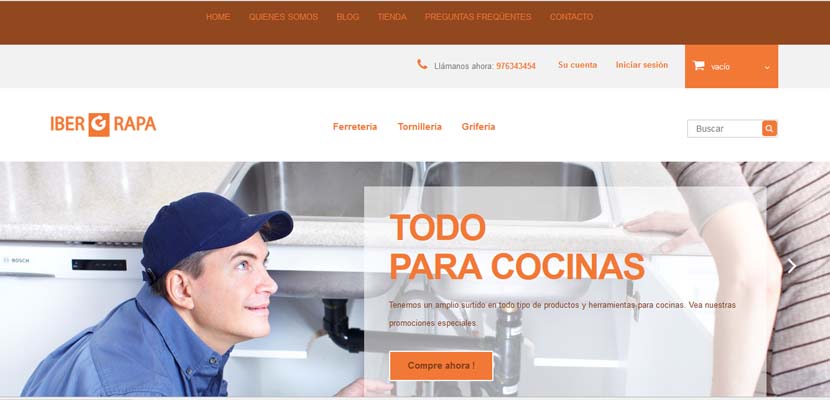 HOME QUIENES SOMOS BLOG TIENDA PREGUNTAS FREQÜENTES CONTACTO
Llámanos ahora: 976343454 Su cuenta Iniciar sesión vacío
IBER G RAPA
Ferretería Tornillería Grifería
Buscar
BOSCH
TODO
PARA COCINAS
Tenemos un amplio surtido en todo tipo de productos y herramientas para cocinas. Vea nuestras
promociones especiales.
Compre ahora !